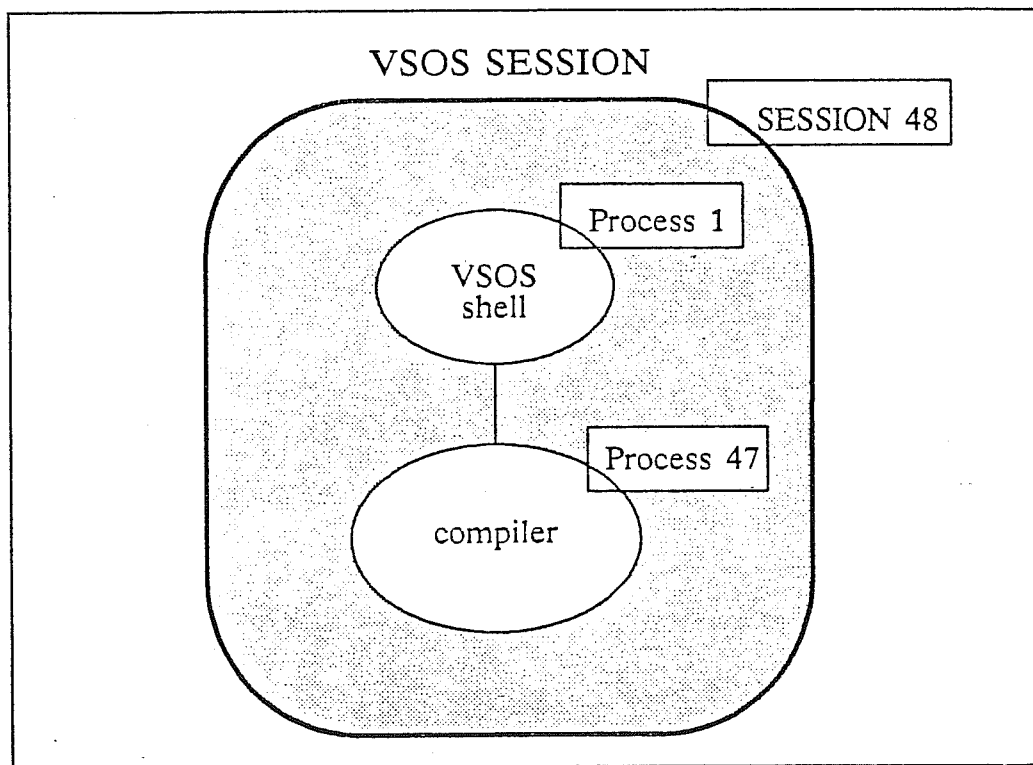 VSOS SESSION
SESSION 48
Process 1
VSOS
shell
Process 47
compiler